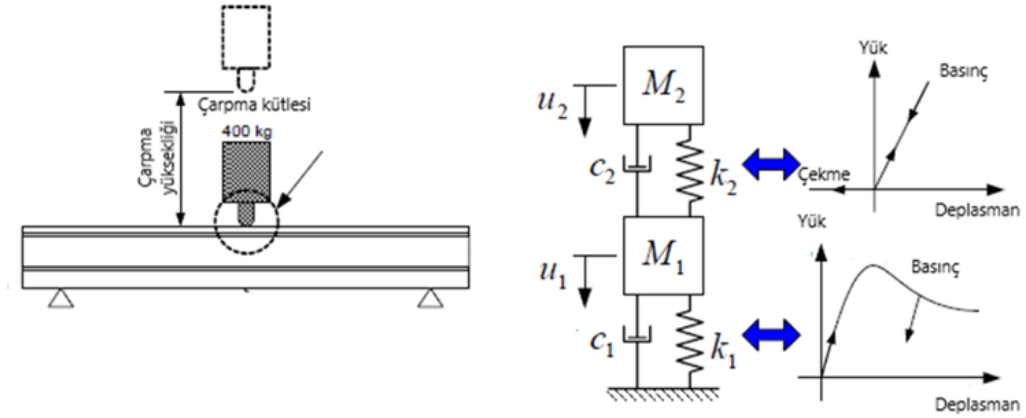 Çarpma kütlesi
400 kg
Çarpma
yüksekliği
M2
u2
c2
k2
M1
u1
c1
k1
Yük
Basınç
Çekme
Deplasman
Yük
Basınç
Deplasman